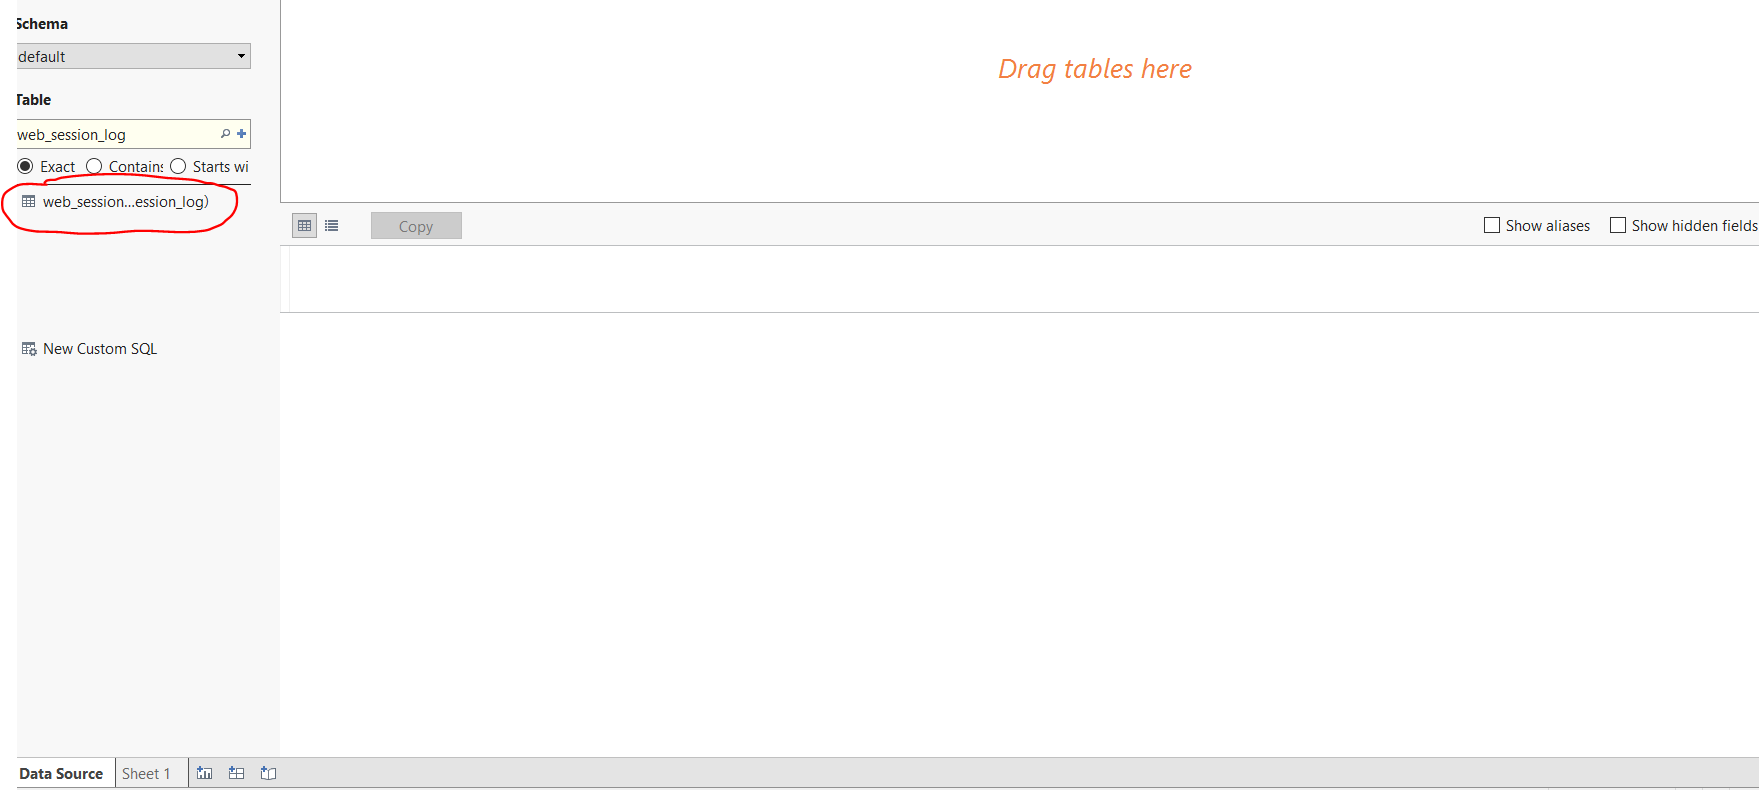 Schema
default
Drag tables here
Table
web_session_log
Exact Contains Starts wi
web_session...ession_log)
Copy
Show aliases Show hidden fields
New Custom SQL
Data Source Sheet 1